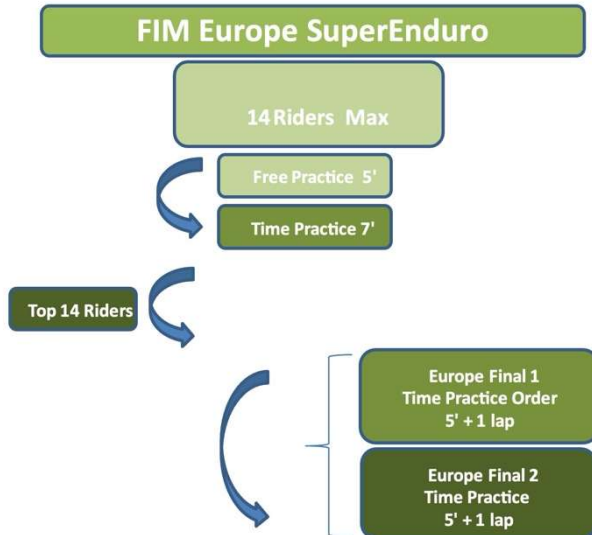 FIM Europe SuperEnduro
14 Riders Max
Free Practice 5'
Time Practice 7'
Top 14 Riders
Europe Final 1
Time Practice Order
5' + 1 lap
Europe Final 2
Time Practice
5' + 1 lap